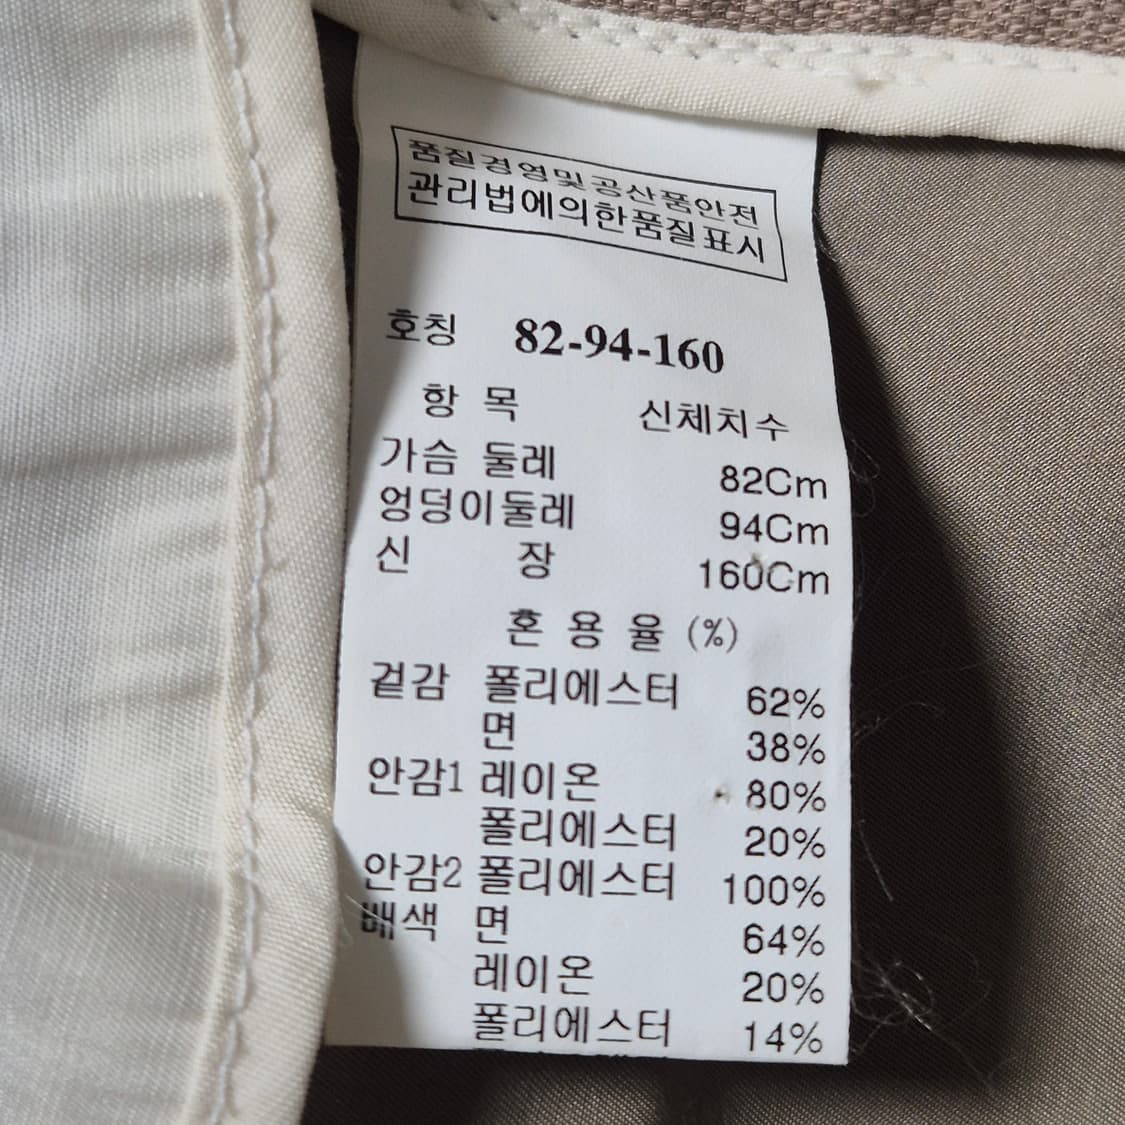 품질경영및공산품안전
관리법에의한품질표시
호칭 82-94-160
항 목 신체치수
가슴 둘레 82Cm
엉덩이둘레 94Cm
신 장 160Cm
혼 용 율 (%)
겉감 폴리에스터 62%
면 38%
안감1 레이온 80%
폴리에스터 20%
안감2 폴리에스터 100%
배색 면 64%
레이온 20%
폴리에스터 14%